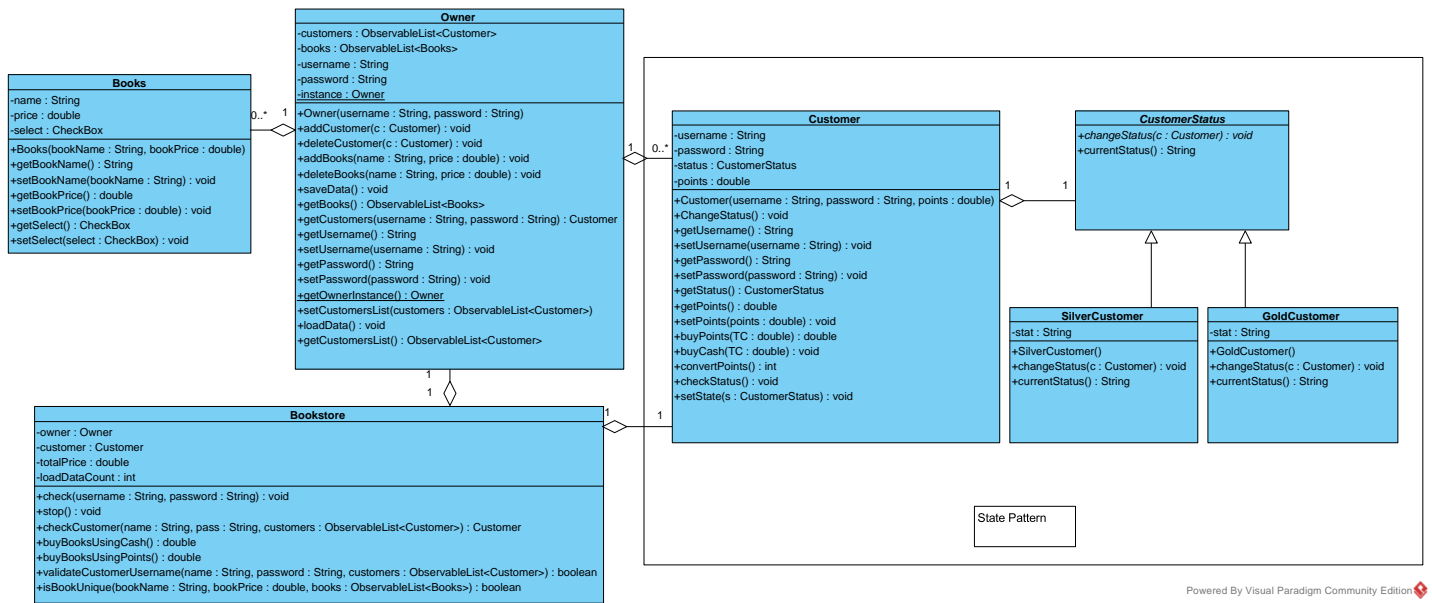 Books
-name : String
-price : double
-select : CheckBox
+Books(bookName : String, bookPrice : double)
+getBookName() : String
+setBookName(bookName : String) : void
+getBookPrice() : double
+setBookPrice(bookPrice : double) : void
+getSelect() : CheckBox
+setSelect(select : CheckBox) : void
0..*
1
Owner
-customers : ObservableList<Customer>
-books : ObservableList<Books>
-username : String
-password : String
-instance : Owner
+Owner(username : String, password : String)
+addCustomer(c : Customer) : void
+deleteCustomer(c : Customer) : void
+addBooks(name : String, price : double) : void
+deleteBooks(name : String, price : double) : void
+saveData() : void
+getBooks() : ObservableList<Books>
+getCustomers(username : String, password : String) : Customer
+getUsername() : String
+setUsername(username : String) : void
+getPassword() : String
+setPassword(password : String) : void
+getOwnerInstance() : Owner
+setCustomersList(customers : ObservableList<Customer>)
+loadData() : void
+getCustomersList() : ObservableList<Customer>
1
0..*
Customer
-username : String
-password : String
-status : CustomerStatus
-points : double
+Customer(username : String, password : String, points : double)
+ChangeStatus() : void
+getUsername() : String
+setUsername(username : String) : void
+getPassword() : String
+setPassword(password : String) : void
+getStatus() : CustomerStatus
+getPoints() : double
+setPoints(points : double) : void
+buyPoints(TC : double) : double
+buyCash(TC : double) : void
+convertPoints() : int
+checkStatus() : void
+setState(s : CustomerStatus) : void
1
1
CustomerStatus
+changeStatus(c : Customer) : void
+currentStatus() : String
SilverCustomer
-stat : String
+SilverCustomer()
+changeStatus(c : Customer) : void
+currentStatus() : String
GoldCustomer
-stat : String
+GoldCustomer()
+changeStatus(c : Customer) : void
+currentStatus() : String
1
1
Bookstore
-owner : Owner
-customer : Customer
-totalPrice : double
-loadDataCount : int
+check(username : String, password : String) : void
+stop() : void
+checkCustomer(name : String, pass : String, customers : ObservableList<Customer>) : Customer
+buyBooksUsingCash() : double
+buyBooksUsingPoints() : double
+validateCustomerUsername(name : String, password : String, customers : ObservableList<Customer>) : boolean
+isBookUnique(bookName : String, bookPrice : double, books : ObservableList<Books>) : boolean
1
1
State Pattern
Powered By Visual Paradigm Community Edition